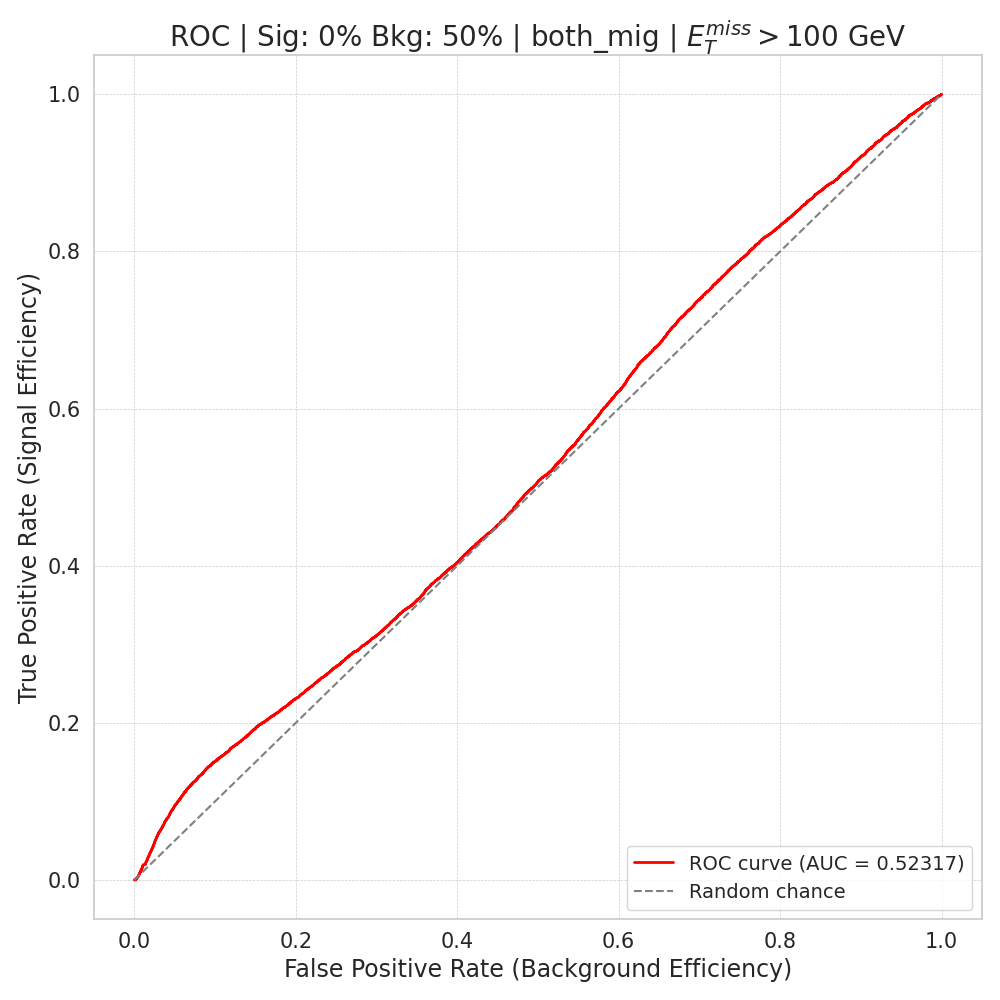 ROC | Sig: 0% Bkg: 50% | both_mig | $E_T^{miss} > 100$ GeV
1.0
0.8
0.6
0.4
0.2
0.0
True Positive Rate (Signal Efficiency)
ROC curve (AUC = 0.52317)
Random chance
0.0 0.2 0.4 0.6 0.8 1.0
False Positive Rate (Background Efficiency)